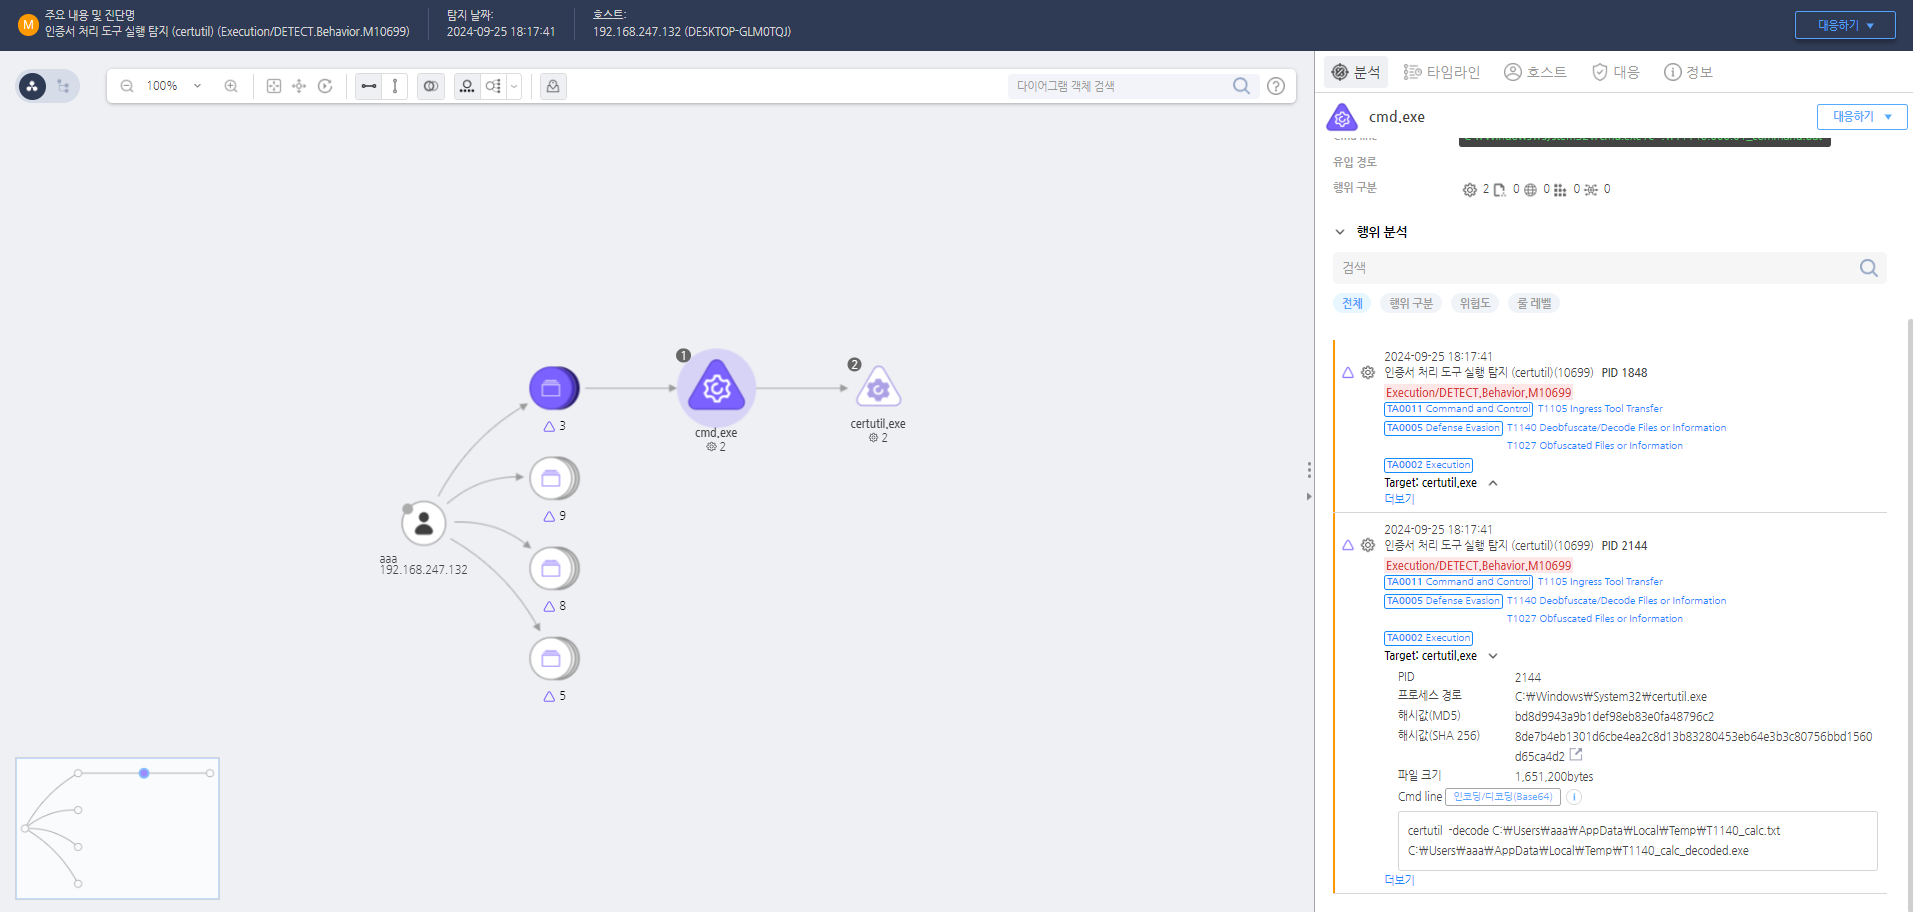 M
주요 내용 및 진단명
인증서 처리 도구 실행 탐지 (certutil) (Execution/DETECT.Behavior.M10699)
탐지 날짜:
2024-09-25 18:17:41
호스트:
192.168.247.132 (DESKTOP-GLM0TQJ)
대응하기
100%
다이어그램 객체 검색
분석
타임라인
호스트
대응
정보
cmd.exe
대응하기
Cmd line
유입 경로
행위 구분
2 0 0 0 0
행위 분석
검색
전체
행위 구분
위험도
룰 레벨
2024-09-25 18:17:41
인증서 처리 도구 실행 탐지 (certutil)(10699) PID 1848
Execution/DETECT.Behavior.M10699
TA0011 Command and Control T1105 Ingress Tool Transfer
TA0005 Defense Evasion T1140 Deobfuscate/Decode Files or Information
T1027 Obfuscated Files or Information
TA0002 Execution
Target: certutil.exe
더보기
2024-09-25 18:17:41
인증서 처리 도구 실행 탐지 (certutil)(10699) PID 2144
Execution/DETECT.Behavior.M10699
TA0011 Command and Control T1105 Ingress Tool Transfer
TA0005 Defense Evasion T1140 Deobfuscate/Decode Files or Information
T1027 Obfuscated Files or Information
TA0002 Execution
Target: certutil.exe
PID 2144
프로세스 경로 C:₩Windows₩System32₩certutil.exe
해시값(MD5) bd8d9943a9b1def98eb83e0fa48796c2
해시값(SHA 256) 8de7b4eb1301d6cbe4ea2c8d13b83280453eb64e3b3c80756bbd1560
d65ca4d2
파일 크기 1,651,200bytes
Cmd line 인코딩/디코딩(Base64)
certutil -decode C:₩Users₩aaa₩AppData₩Local₩Temp₩T1140_calc.txt
C:₩Users₩aaa₩AppData₩Local₩Temp₩T1140_calc_decoded.exe
더보기
1
cmd.exe
2
2
certutil.exe
2
3
9
8
5
aaa
192.168.247.132